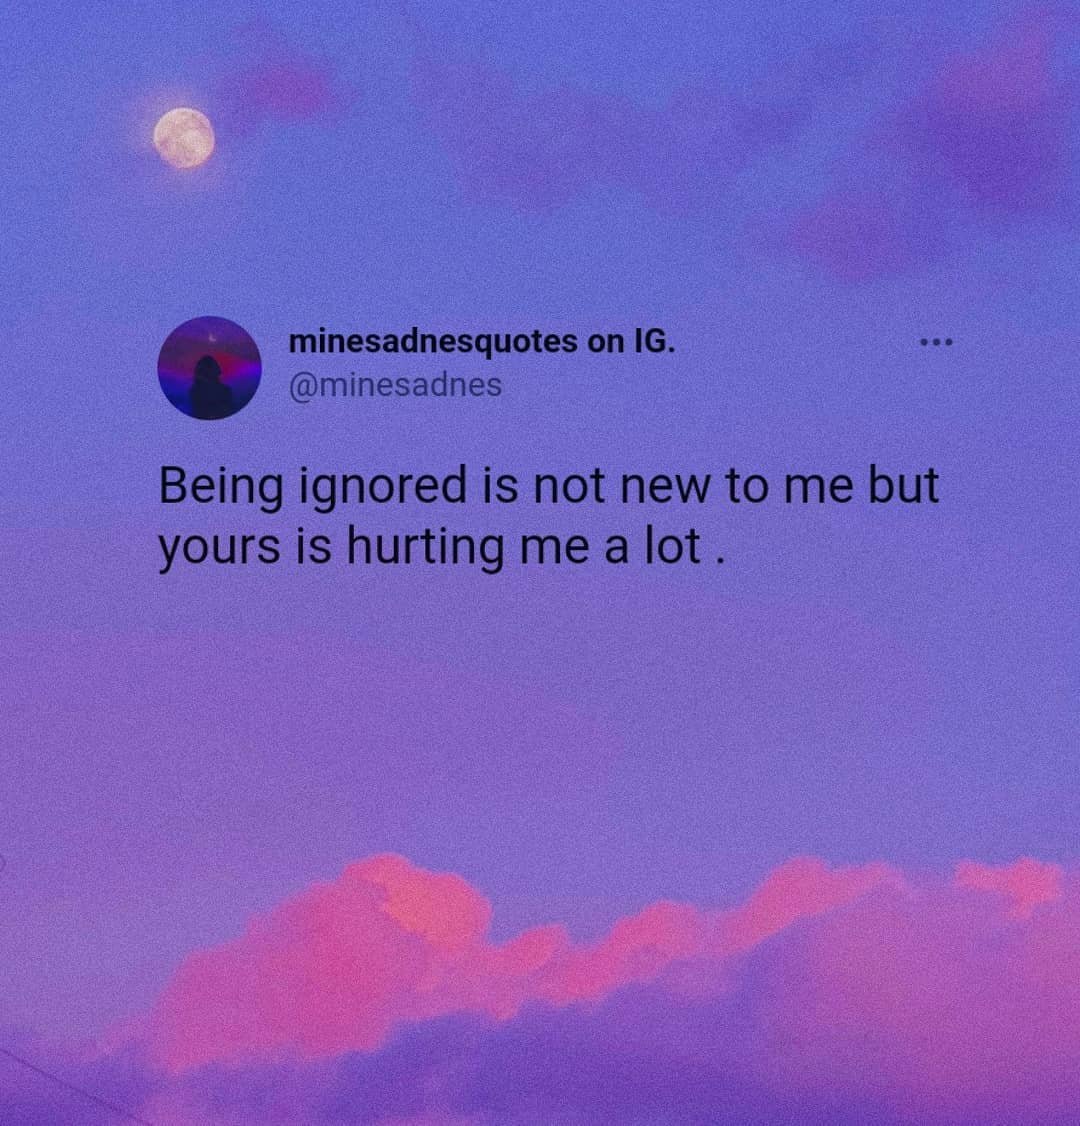 minesadnesquotes on IG.
@minesadnes
Being ignored is not new to me but
yours is hurting me a lot .